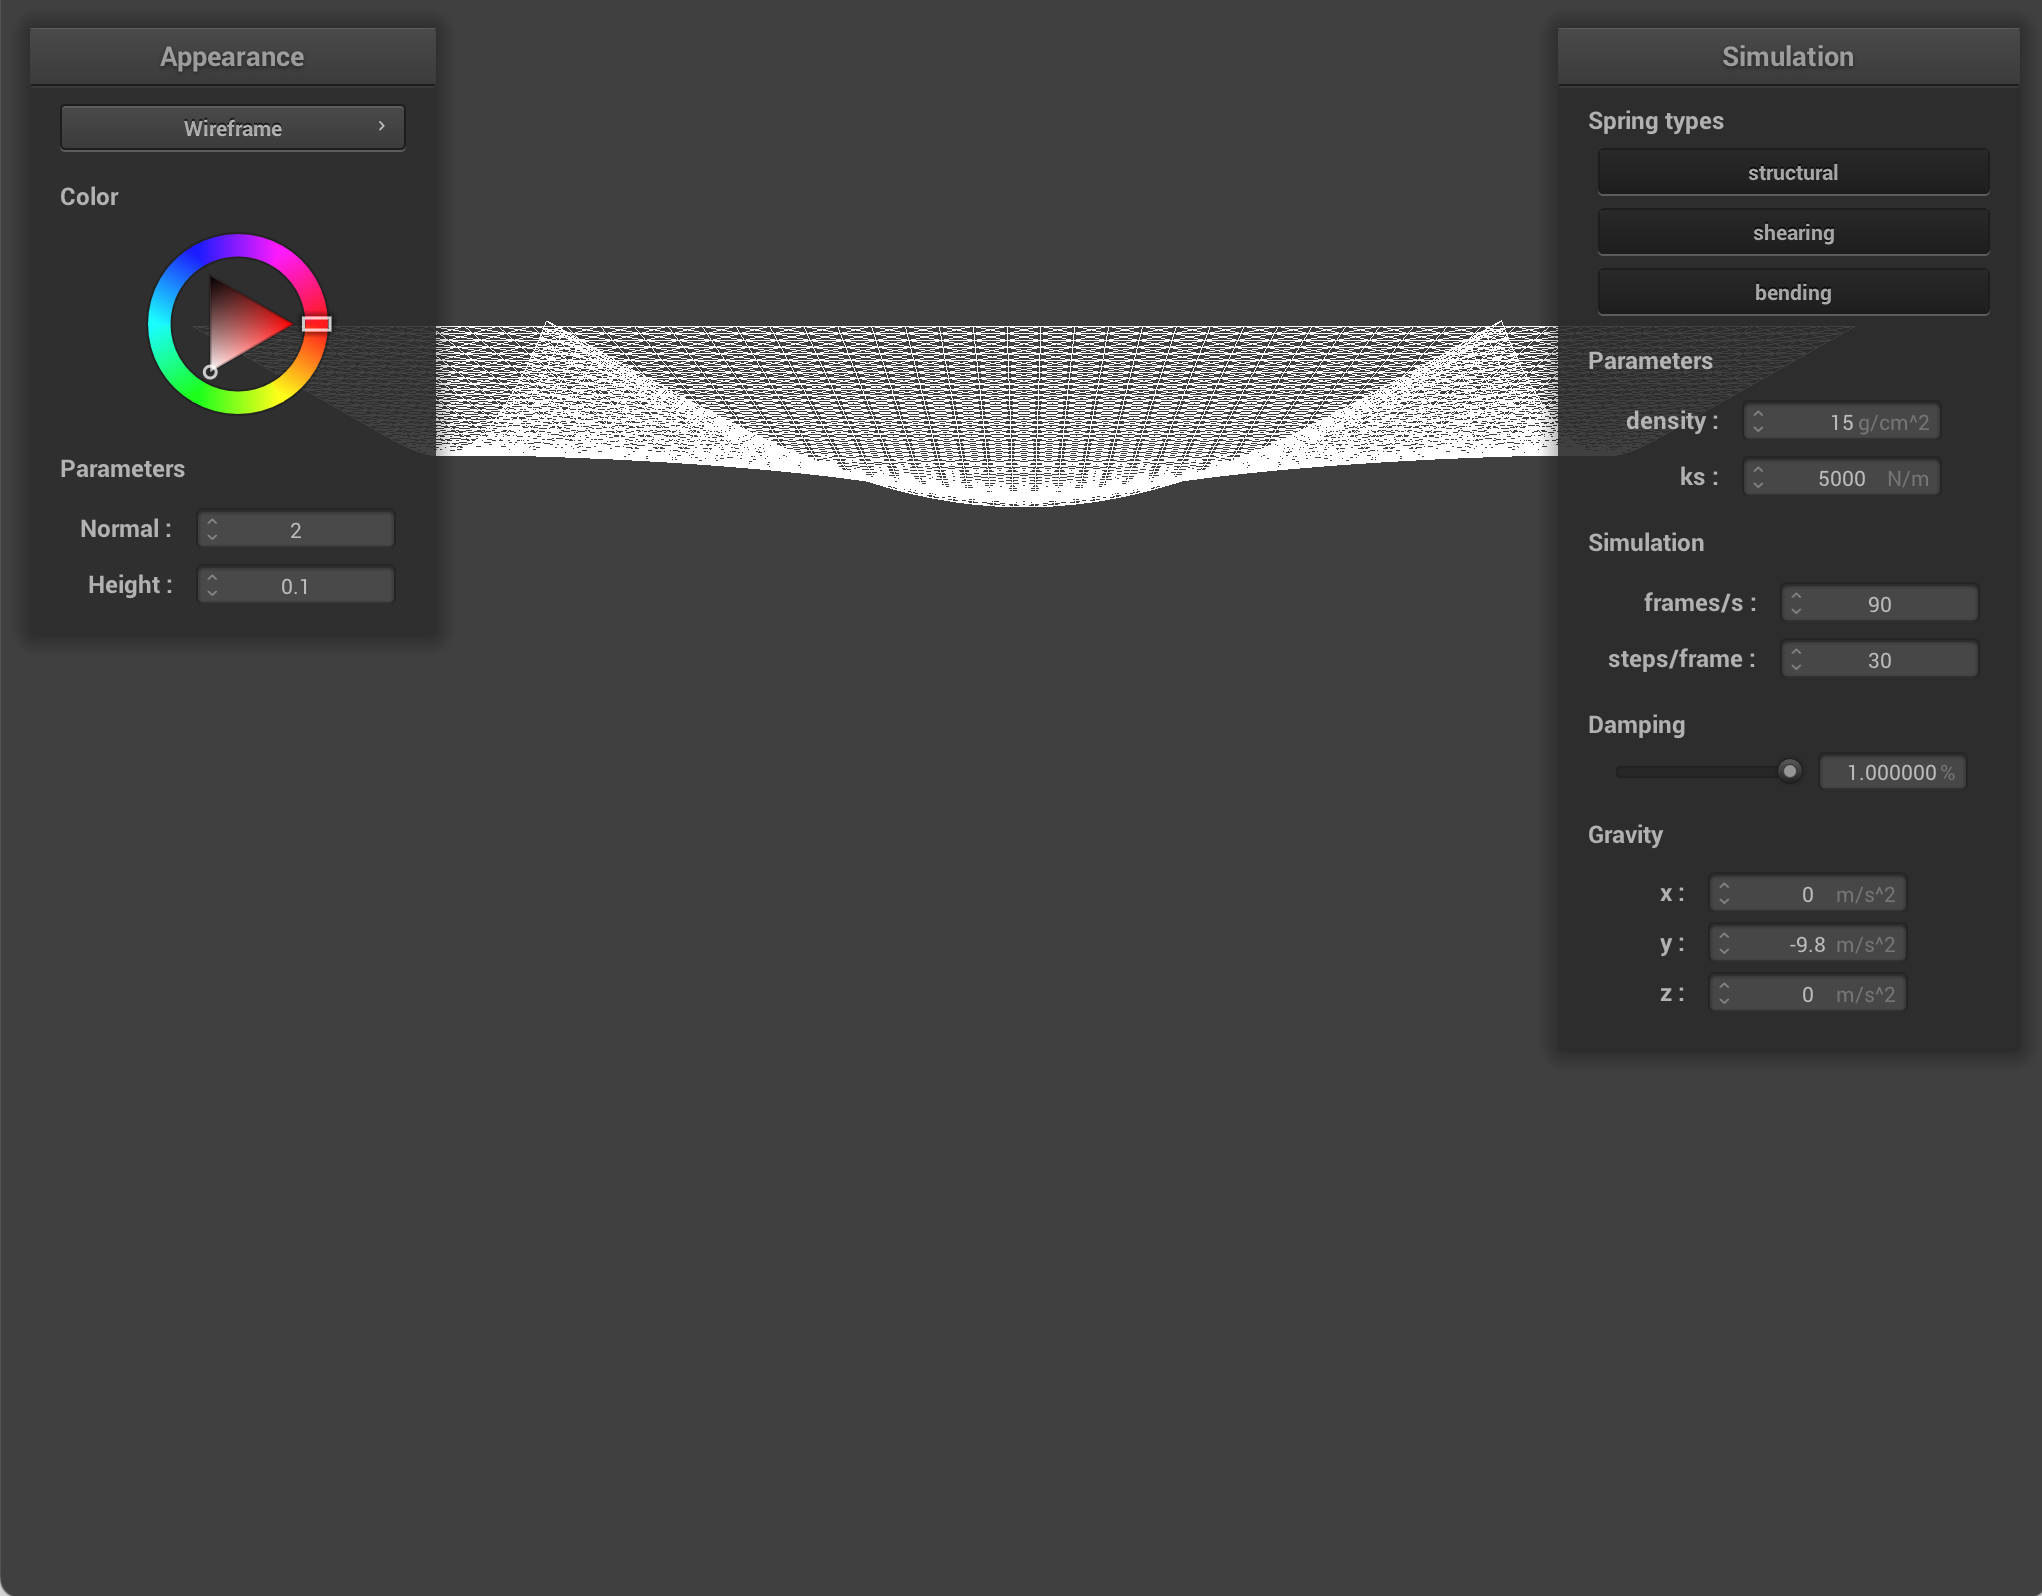 Appearance
Wireframe
Color
Parameters
Normal : 2
Height : 0.1
Simulation
Spring types
structural
shearing
bending
Parameters
density : 15 g/cm^2
ks : 5000 N/m
Simulation
frames/s : 90
steps/frame : 30
Damping
1.000000 %
Gravity
x : 0 m/s^2
y : -9.8 m/s^2
z : 0 m/s^2